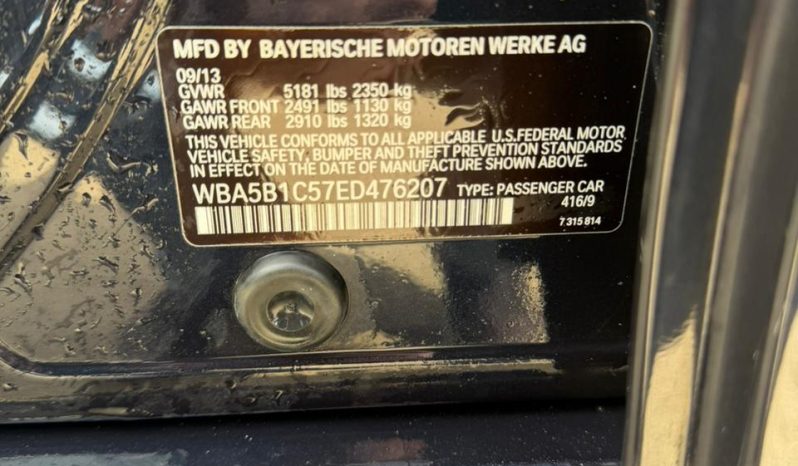 MFD BY BAYERISCHE MOTOREN WERKE AG
09/13
GVWR 5181 lbs 2350 kg
GAWR FRONT 2491 lbs 1130 kg
GAWR REAR 2910 lbs 1320 kg
THIS VEHICLE CONFORMS TO ALL APPLICABLE U.S.FEDERAL MOTOR
VEHICLE SAFETY, BUMPER AND THEFT PREVENTION STANDARDS
IN EFFECT ON THE DATE OF MANUFACTURE SHOWN ABOVE.
WBA5B1C57ED476207 TYPE: PASSENGER CAR
416/9
7 315 814